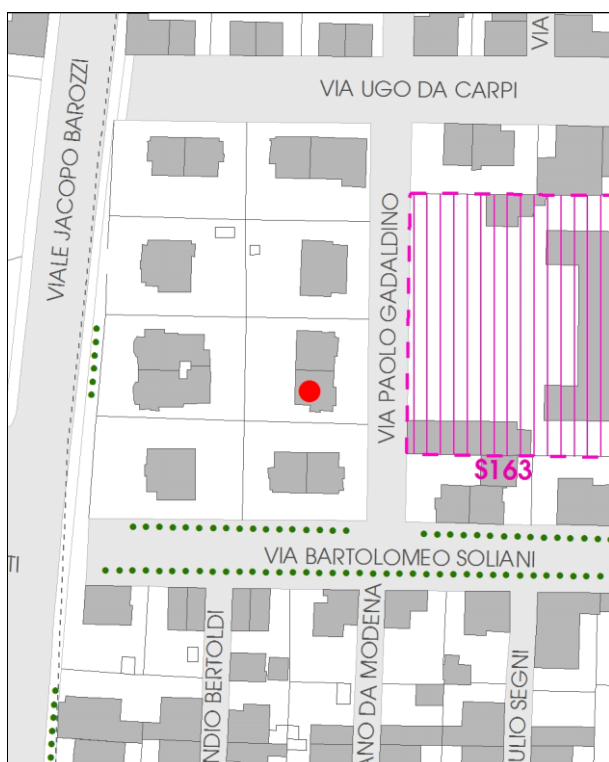 VIA
VIA UGO DA CARPI
VIALE JACOPO BAROZZI
VIA PAOLO GADALDINO
S163
TI
VIA BARTOLOMEO SOLIANI
NDIO BERTOLDI
ANO DA MODENA
ULIO SEGNI